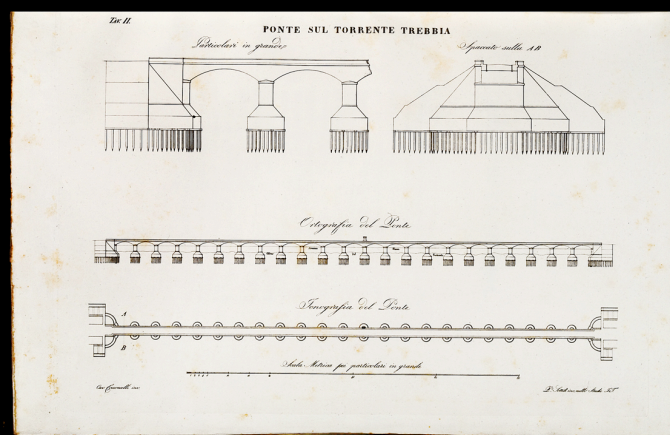 Tav. II.
PONTE SUL TORRENTE TREBBIA
Particolari in grande
Spaccato sulla A B
Ortografia del Ponte
Icnografia del Ponte
A
B
Scala Metrica pei particolari in grande